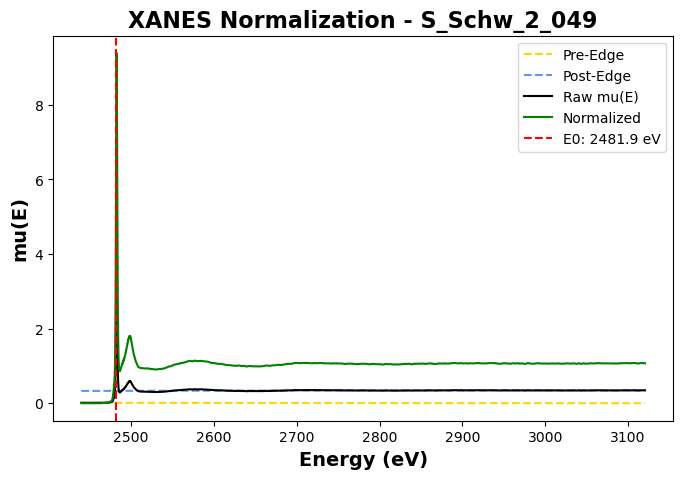 XANES Normalization - S_Schw_2_049
Pre-Edge
Post-Edge
Raw mu(E)
Normalized
E0: 2481.9 eV
mu(E)
8
6
4
2
0
2500 2600 2700 2800 2900 3000 3100
Energy (eV)